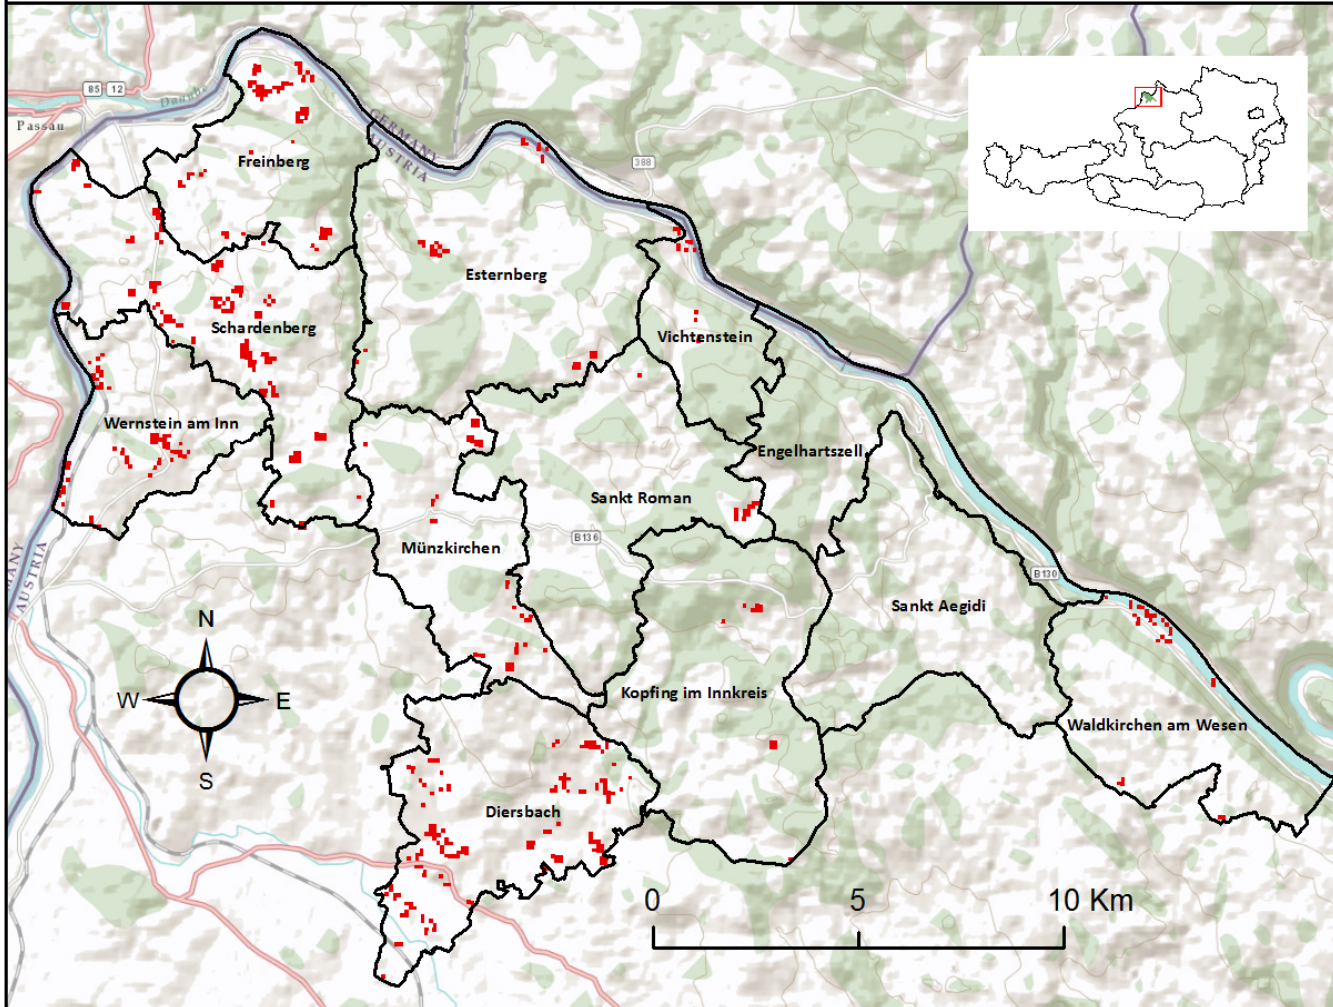 85 12
Danube
Passau
GERMANY
AUSTRIA
Freinberg
388
Esternberg
Schardenberg
Vichtenstein
Wernstein am Inn
Engelhartszell
Sankt Roman
B136
Münzkirchen
MANY
AUSTRIA
B130
Sankt Aegidi
N
W
E
S
Kopfing im Innkreis
Waldkirchen am Wesen
Diersbach
0 5 10 Km